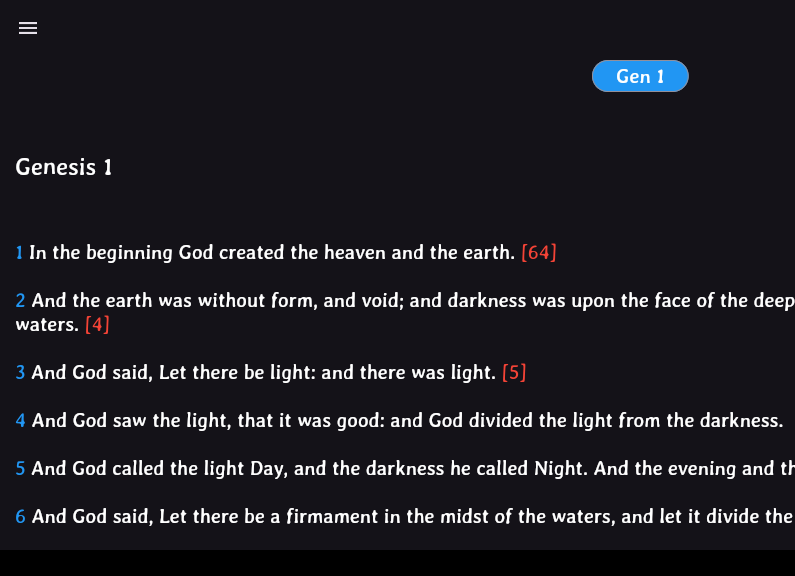 Gen 1
Genesis 1
1 In the beginning God created the heaven and the earth. [64]
2 And the earth was without form, and void; and darkness was upon the face of the deep
waters. [4]
3 And God said, Let there be light: and there was light. [5]
4 And God saw the light, that it was good: and God divided the light from the darkness.
5 And God called the light Day, and the darkness he called Night. And the evening and
6 And God said, Let there be a firmament in the midst of the waters, and let it divide the